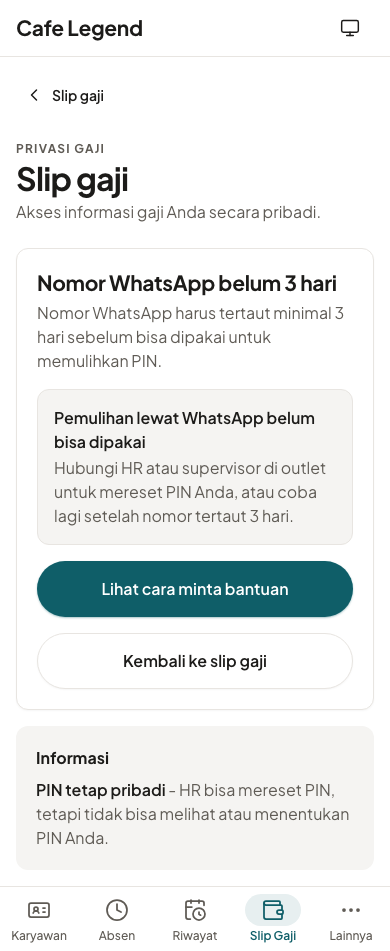 Cafe Legend
Slip gaji
PRIVASI GAJI
Slip gaji
Akses informasi gaji Anda secara pribadi.
Nomor WhatsApp belum 3 hari
Nomor WhatsApp harus tertaut minimal 3
hari sebelum bisa dipakai untuk
memulihkan PIN.
Pemulihan lewat WhatsApp belum
bisa dipakai
Hubungi HR atau supervisor di outlet
untuk mereset PIN Anda, atau coba
lagi setelah nomor tertaut 3 hari.
Lihat cara minta bantuan
Kembali ke slip gaji
Informasi
PIN tetap pribadi - HR bisa mereset PIN,
tetapi tidak bisa melihat atau menentukan
PIN Anda.
Karyawan Absen Riwayat Slip Gaji Lainnya